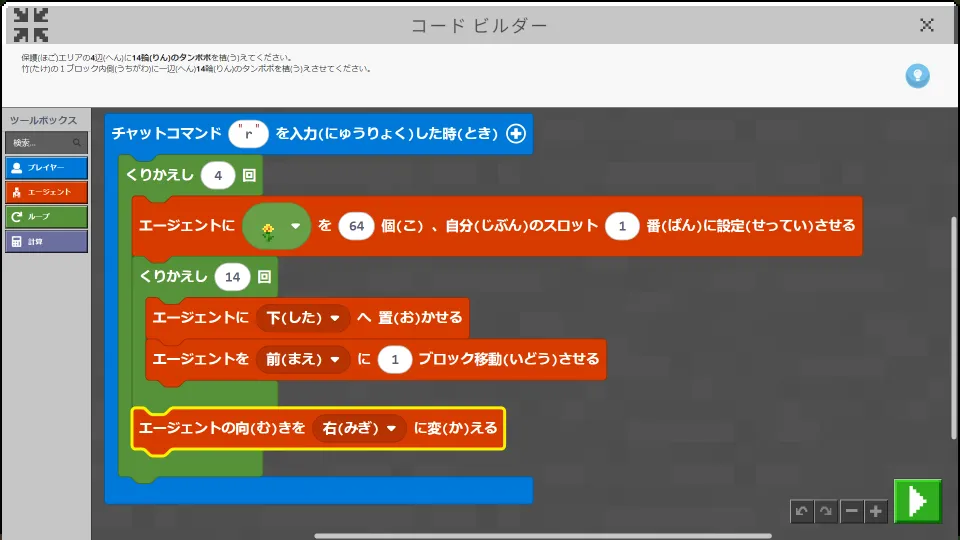 コード ビルダー
保護(ほご)エリアの4辺(へん)に14輪(りん)のタンポポを植(う)えてください。
竹(たけ)の１ブロック内側(うちがわ)に一辺(へん)14輪(りん)のタンポポを植(う)えさせてください。
ツールボックス
検索...
プレイヤー
エージェント
ループ
計算
チャットコマンド "r" を入力(にゅうりょく)した時(とき)
くりかえし 4 回
エージェントに を 64 個(こ) 、自分(じぶん)のスロット 1 番(ばん)に設定(せってい)させる
くりかえし 14 回
エージェントに 下(した) へ 置(お)かせる
エージェントを 前(まえ) に 1 ブロック移動(いどう)させる
エージェントの向(む)きを 右(みぎ) に変(か)える